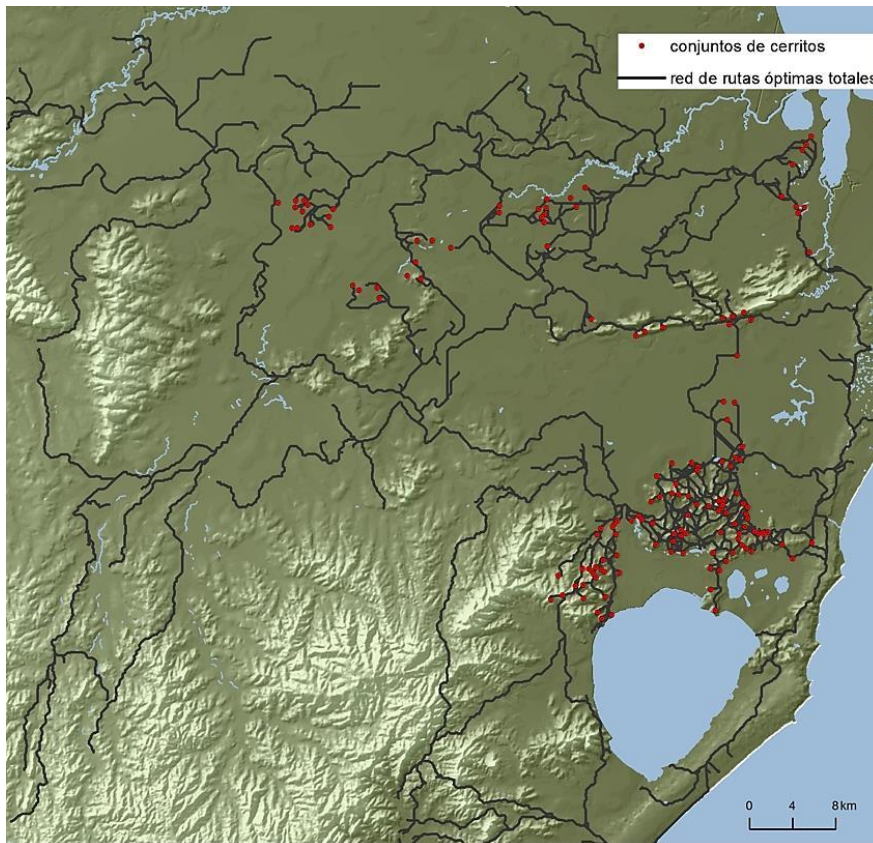 conjuntos de cerritos
red de rutas óptimas totales
0 4 8 km